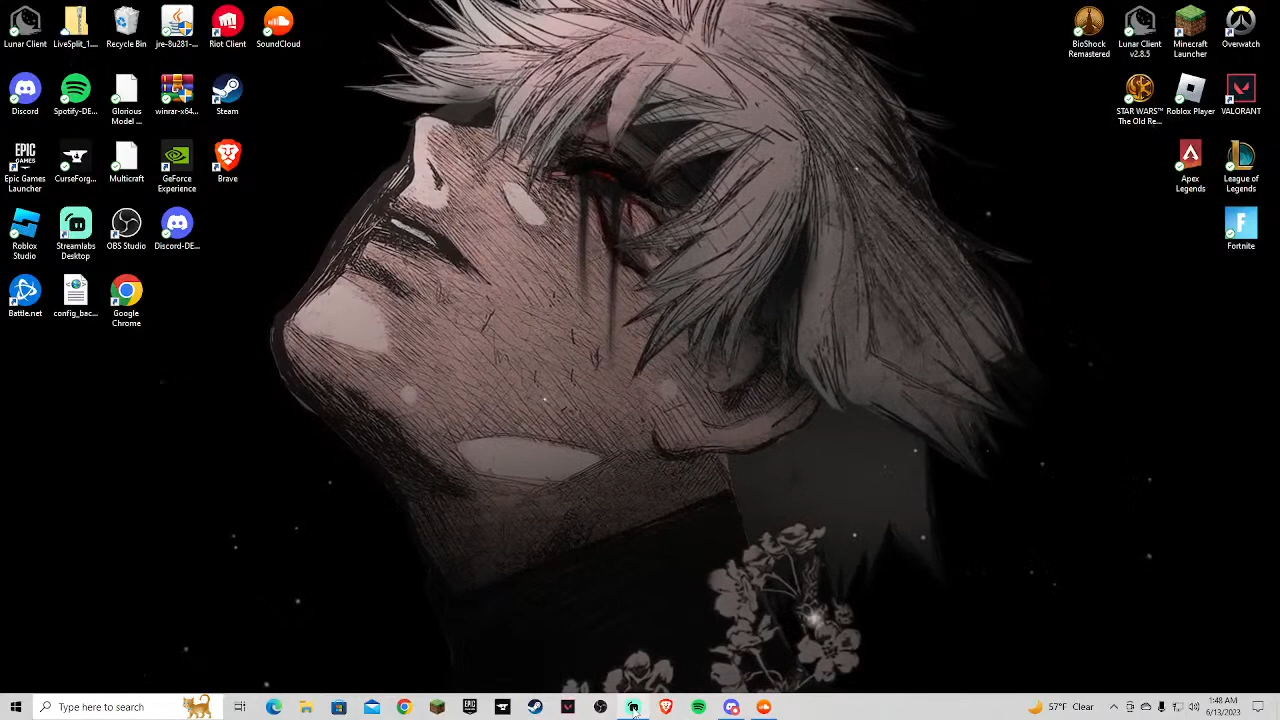 Lunar Client
LiveSplit_1...
Recycle Bin
jre-8u281-...
Riot Client
SoundCloud
Discord
Spotify-DE...
Glorious
Model ...
winrar-x64...
Steam
EPIC
GAMES
Epic Games
Launcher
CurseForg...
Multicraft
GeForce
Experience
Brave
Roblox
Studio
Streamlabs
Desktop
OBS Studio
Discord-DE...
Battle.net
config_bac...
Google
Chrome
BioShock
Remastered
Lunar Client
v2.8.5
Minecraft
Launcher
Overwatch
STAR WARS™
The Old Re...
Roblox Player
VALORANT
Apex
Legends
League of
Legends
Fortnite
Type here to search
EPIC
57°F Clear
1:48 AM
6/13/2023